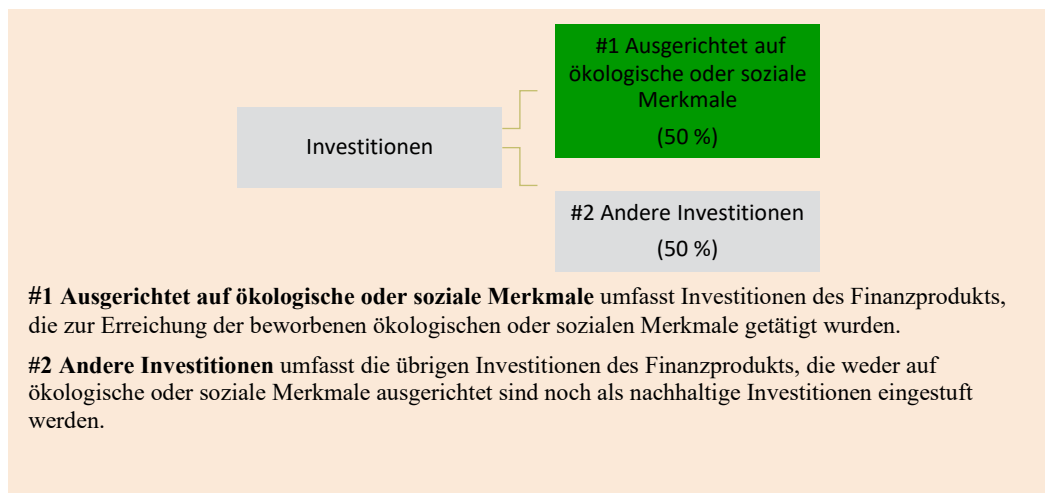 #1 Ausgerichtet auf
ökologische oder soziale
Merkmale
(50 %)
Investitionen
#2 Andere Investitionen
(50 %)
#1 Ausgerichtet auf ökologische oder soziale Merkmale umfasst Investitionen des Finanzprodukts,
die zur Erreichung der beworbenen ökologischen oder sozialen Merkmale getätigt wurden.
#2 Andere Investitionen umfasst die übrigen Investitionen des Finanzprodukts, die weder auf
ökologische oder soziale Merkmale ausgerichtet sind noch als nachhaltige Investitionen eingestuft
werden.